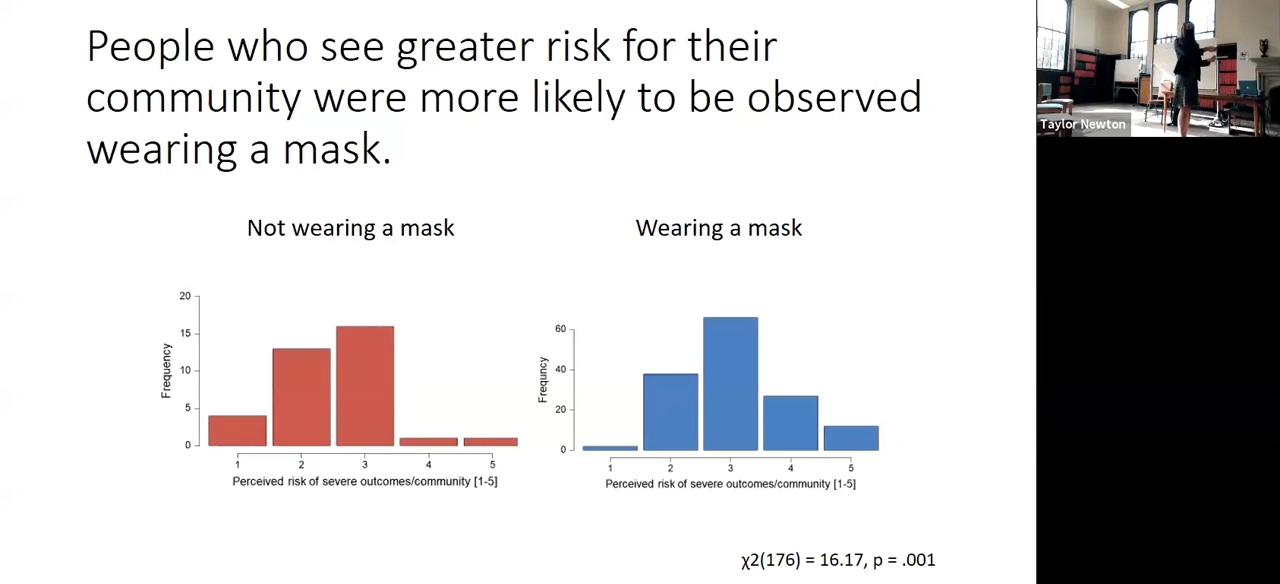 People who see greater risk for their
community were more likely to be observed
wearing a mask.
Taylor Newton
Not wearing a mask
Wearing a mask
20
15
10
5
0
Frequency
1 2 3 4 5
Perceived risk of severe outcomes/community [1-5]
60
40
20
0
Frequncy
1 2 3 4 5
Perceived risk of severe outcomes/community [1-5]
χ2(176) = 16.17, p = .001